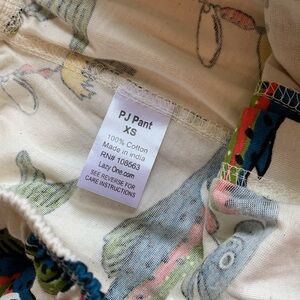 PJ Pant
XS
100% Cotton
Made in india
RN# 108563
Lazy One.com
SEE REVERSE FOR
CARE INSTRUCTIONS